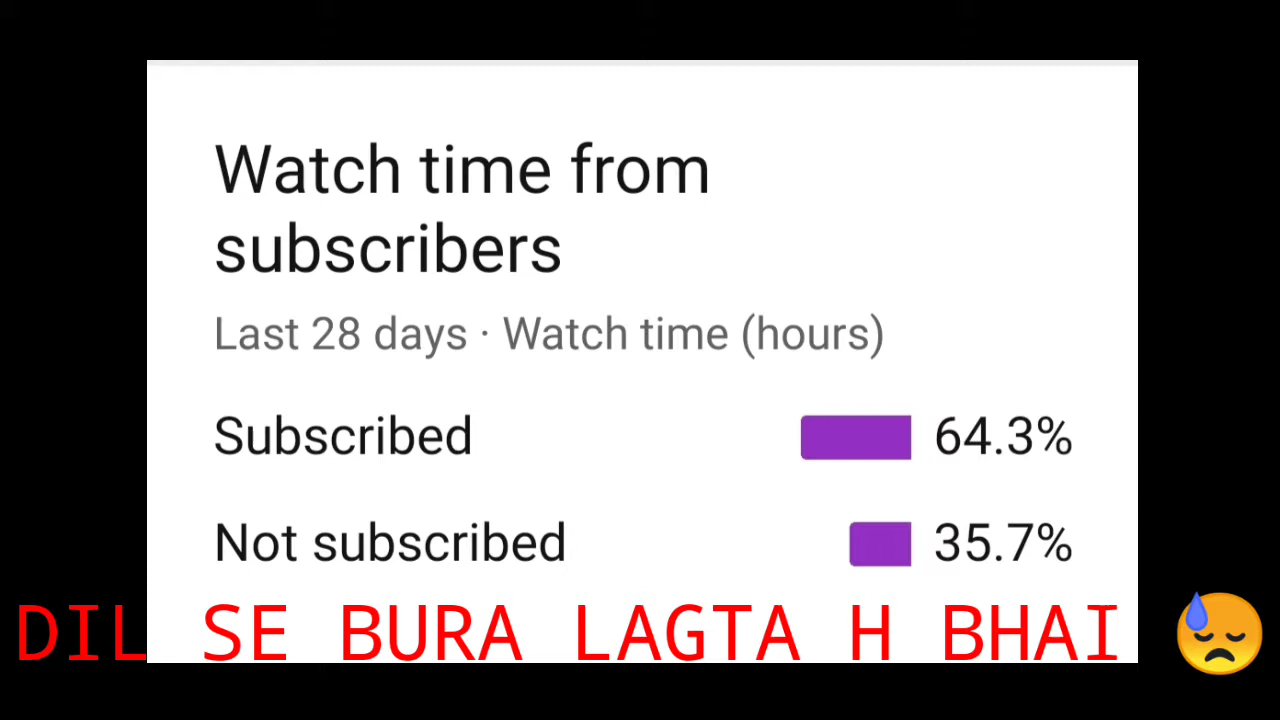 Watch time from
subscribers
Last 28 days · Watch time (hours)
Subscribed 64.3%
Not subscribed 35.7%
DIL SE BURA LAGTA H BHAI 😓